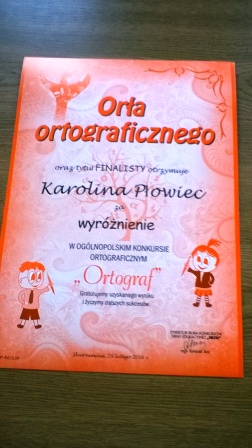 Orła
ortograficznego
oraz tytuł FINALISTY otrzymuje
Karolina Płowiec
za
wyróżnienie
W OGÓLNOPOLSKIM KONKURSIE
ORTOGRAFICZNYM
„Ortograf”
Gratulujemy uzyskanego wyniku
i życzymy dalszych sukcesów.